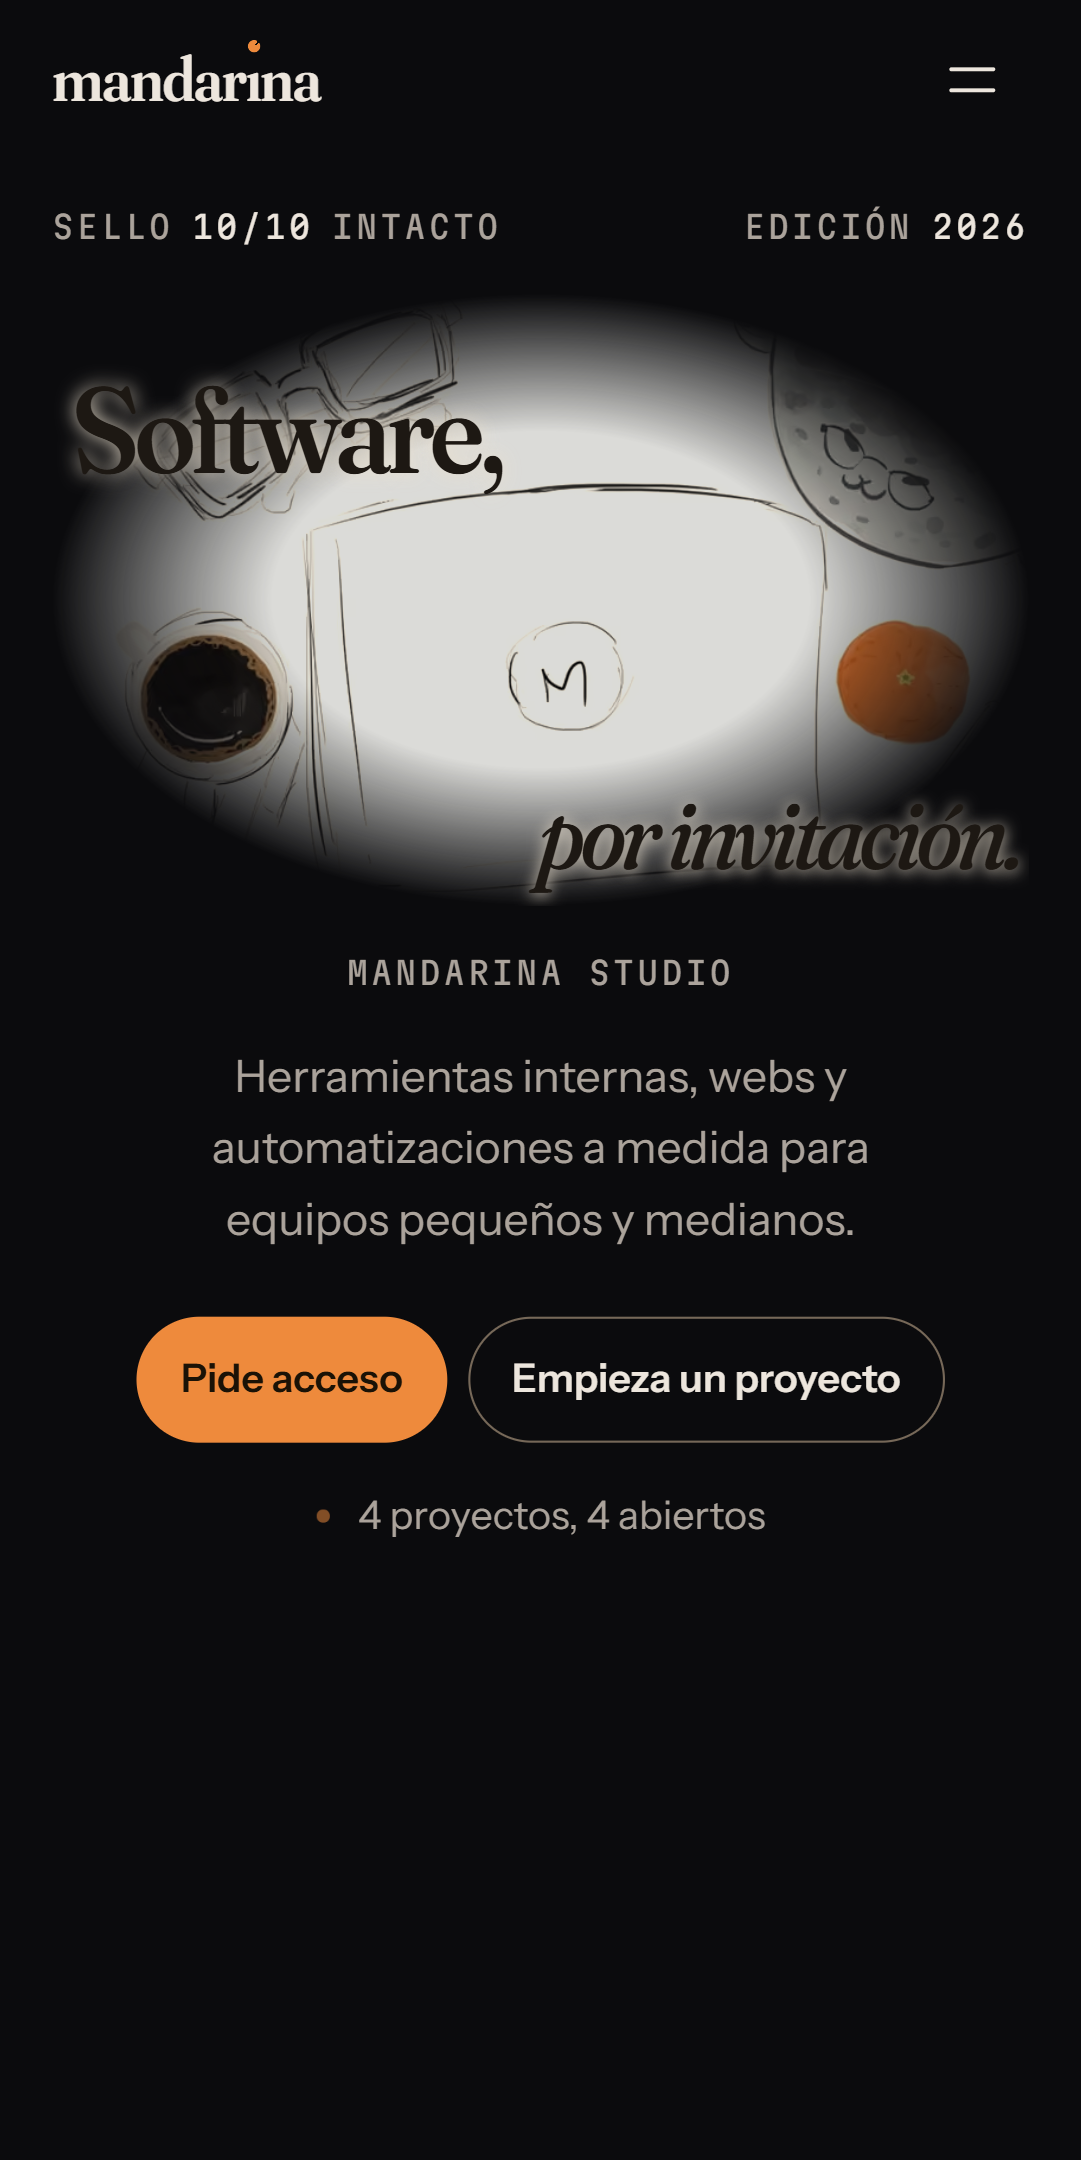 mandarina
SELLO 10/10 INTACTO
EDICIÓN 2026
Software,
M
por invitación.
MANDARINA STUDIO
Herramientas internas, webs y
automatizaciones a medida para
equipos pequeños y medianos.
Pide acceso
Empieza un proyecto
4 proyectos, 4 abiertos